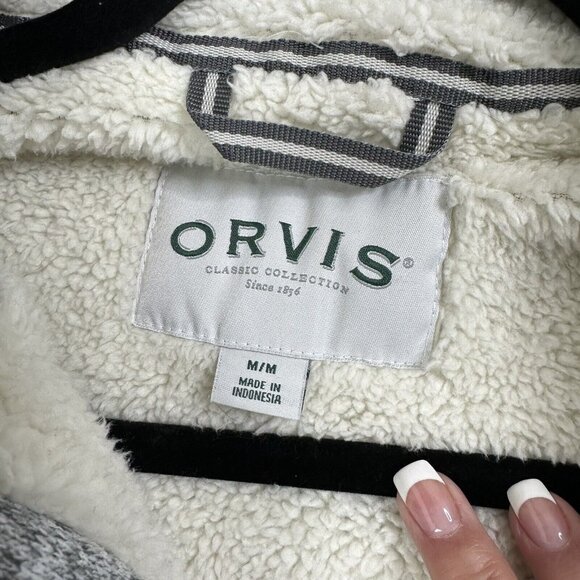 ORVIS®
CLASSIC COLLECTION
Since 1856
M/M
MADE IN
INDONESIA